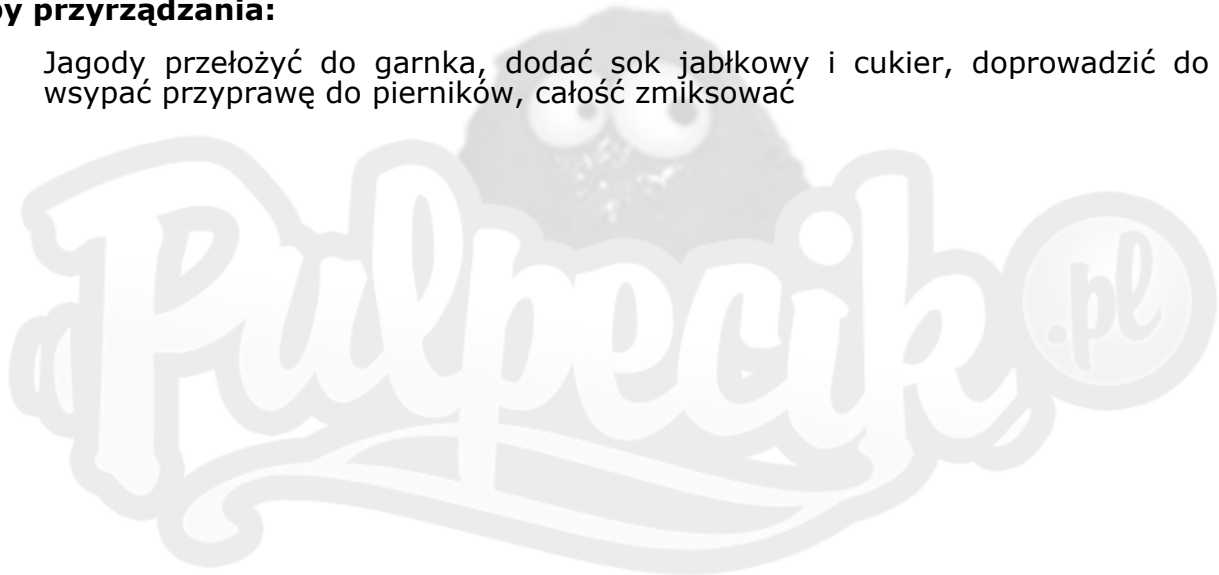 by przyrządzania:
Jagody przełożyć do garnka, dodać sok jabłkowy i cukier, doprowadzić do
wsypać przyprawę do pierników, całość zmiksować
Pulpecik.pl